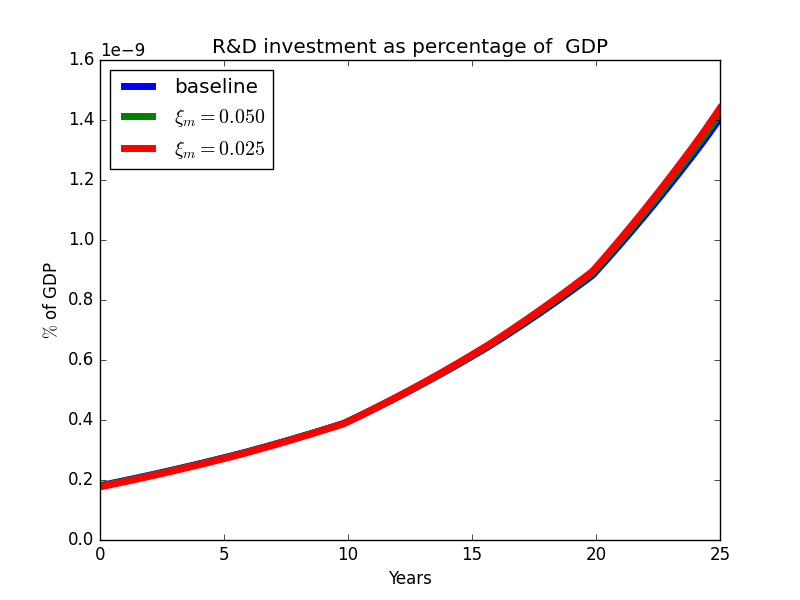 R&D investment as percentage of  GDP
1e−9
1.6
1.4
1.2
1.0
0.8
0.6
0.4
0.2
0.0
% of GDP
baseline
ξm = 0.050
ξm = 0.025
0 5 10 15 20 25
Years